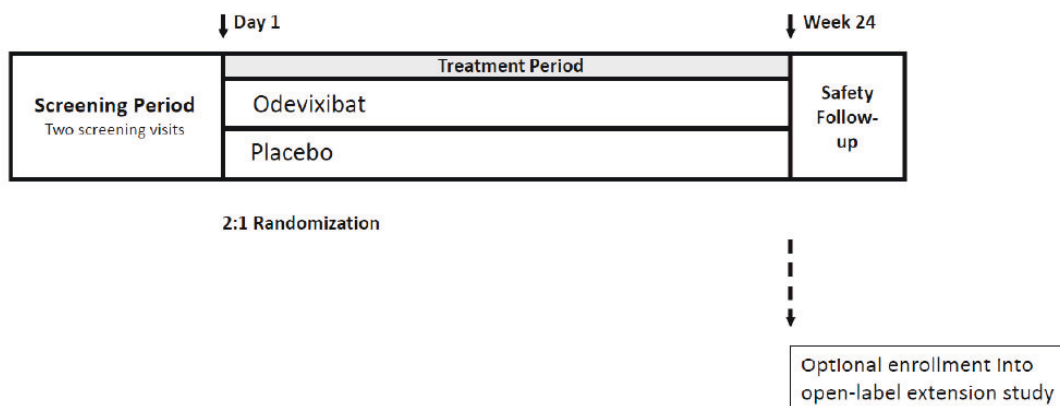 Day 1
Week 24
Treatment Period
Screening Period
Two screening visits
Odevixibat
Placebo
Safety
Follow-
up
2:1 Randomization
Optional enrollment into
open-label extension study